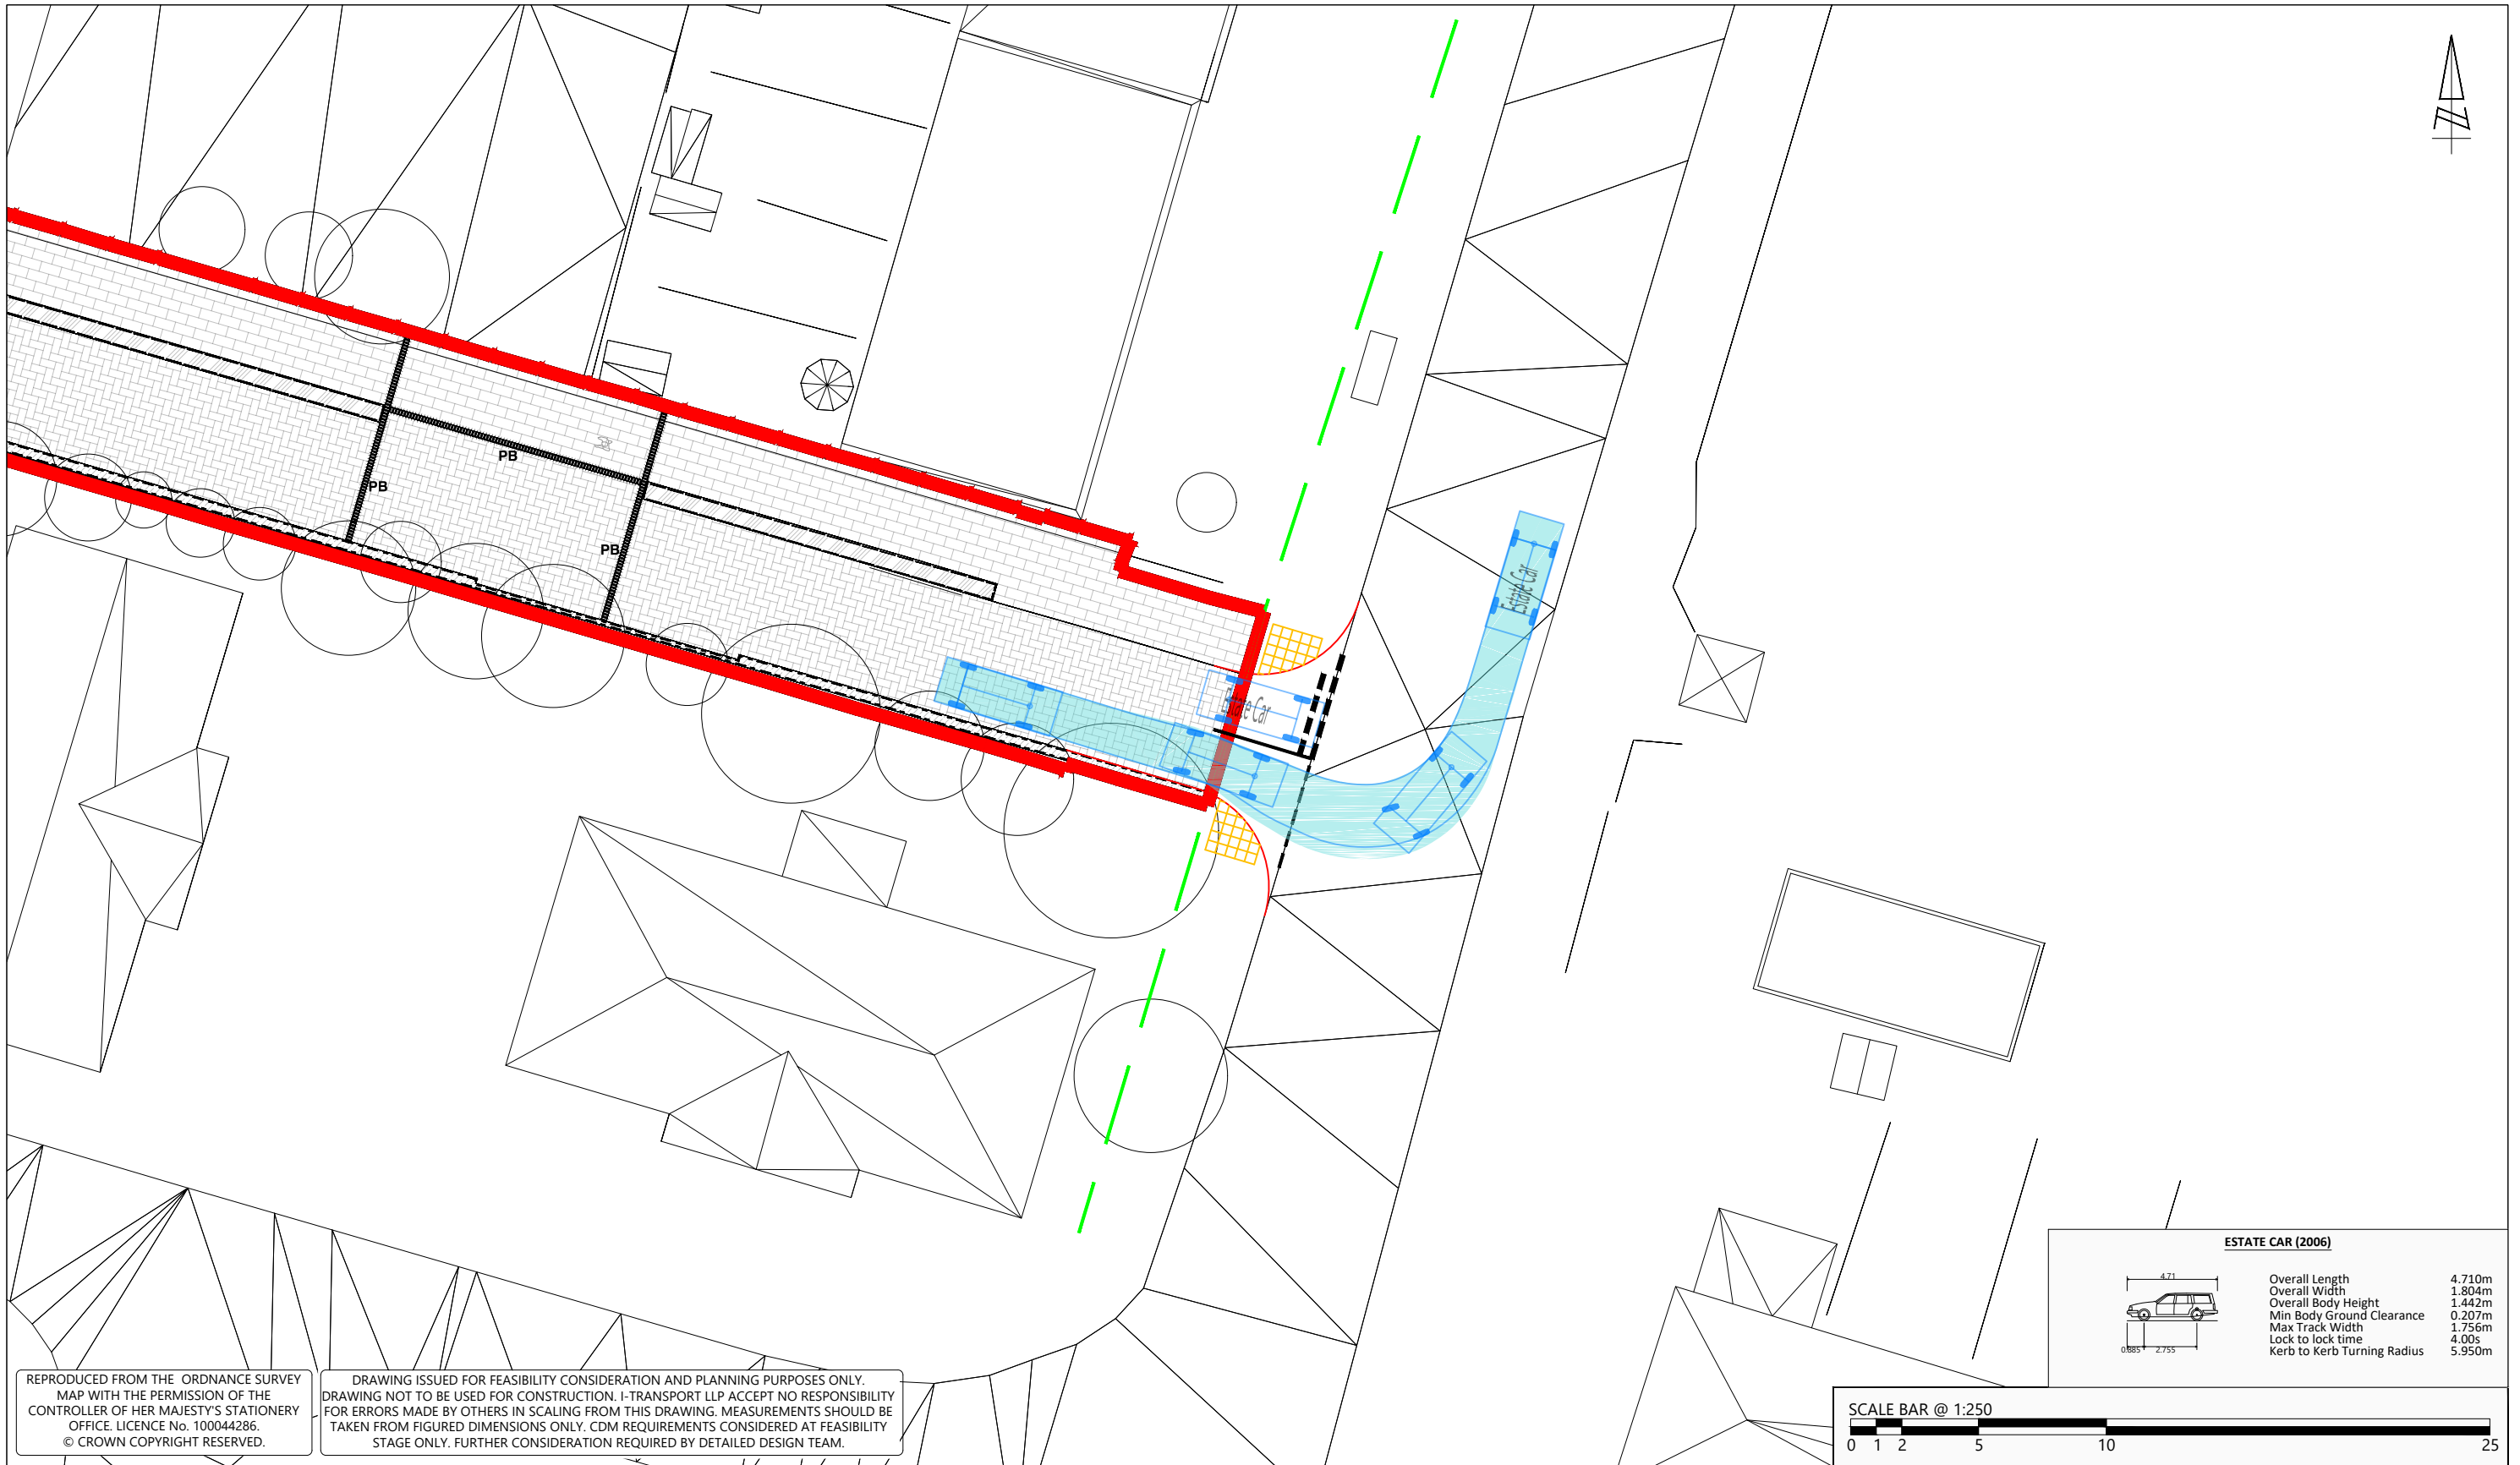 PB
PB
PB
Estate Car
Estate Car
ESTATE CAR (2006)
4.71
2.755
Overall Length 4.710m
Overall Width 1.804m
Overall Body Height 1.442m
Min Body Ground Clearance 0.207m
Max Track Width 1.756m
Lock to lock time 4.00s
Kerb to Kerb Turning Radius 5.950m
REPRODUCED FROM THE ORDNANCE SURVEY
MAP WITH THE PERMISSION OF THE
CONTROLLER OF HER MAJESTY'S STATIONERY
OFFICE. LICENCE No. 100044286.
© CROWN COPYRIGHT RESERVED.
DRAWING ISSUED FOR FEASIBILITY CONSIDERATION AND PLANNING PURPOSES ONLY.
DRAWING NOT TO BE USED FOR CONSTRUCTION. I-TRANSPORT LLP ACCEPT NO RESPONSIBILITY
FOR ERRORS MADE BY OTHERS IN SCALING FROM THIS DRAWING. MEASUREMENTS SHOULD BE
TAKEN FROM FIGURED DIMENSIONS ONLY. CDM REQUIREMENTS CONSIDERED AT FEASIBILITY
STAGE ONLY. FURTHER CONSIDERATION REQUIRED BY DETAILED DESIGN TEAM.
SCALE BAR @ 1:250
0 1 2 5 10 25